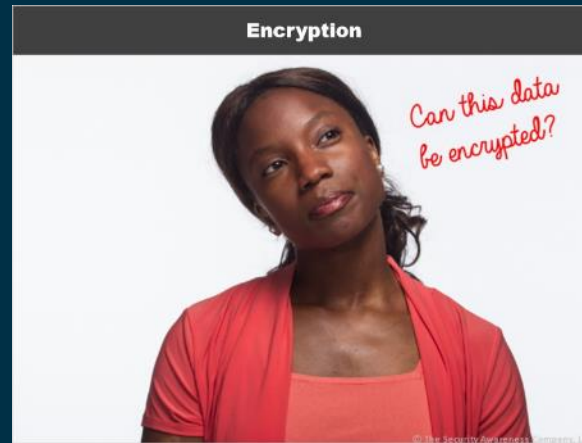 Encryption
Can this data
be encrypted?
© The Security Awareness Company, L